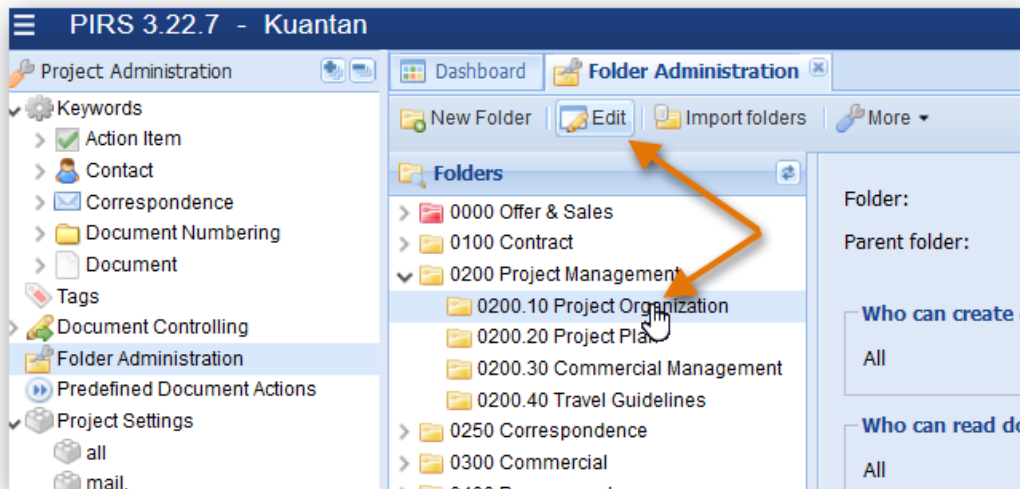 PIRS 3.22.7 - Kuantan
Project Administration
Keywords
Action Item
Contact
Correspondence
Document Numbering
Document
Tags
Document Controlling
Folder Administration
Predefined Document Actions
Project Settings
all
mail.
Dashboard
Folder Administration
New Folder
Edit
Import folders
More
Folders
0000 Offer & Sales
0100 Contract
0200 Project Management
0200.10 Project Organization
0200.20 Project Plan
0200.30 Commercial Management
0200.40 Travel Guidelines
0250 Correspondence
0300 Commercial
Folder:
Parent folder:
Who can create
All
Who can read
All